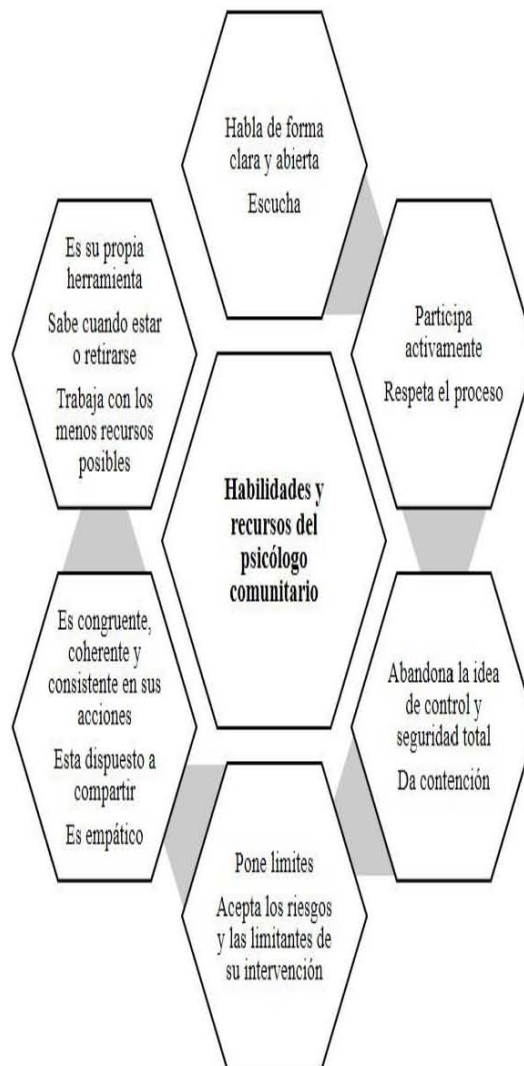 Habla de forma
clara y abierta
Escucha
Participa
activamente
Respeta el proceso
Abandona la idea
de control y
seguridad total
Da contención
Pone limites
Acepta los riesgos
y las limitantes de
su intervención
Es congruente,
coherente y
consistente en sus
acciones
Esta dispuesto a
compartir
Es empático
Es su propia
herramienta
Sabe cuando estar
o retirarse
Trabaja con los
menos recursos
posibles
Habilidades y
recursos del
psicólogo
comunitario